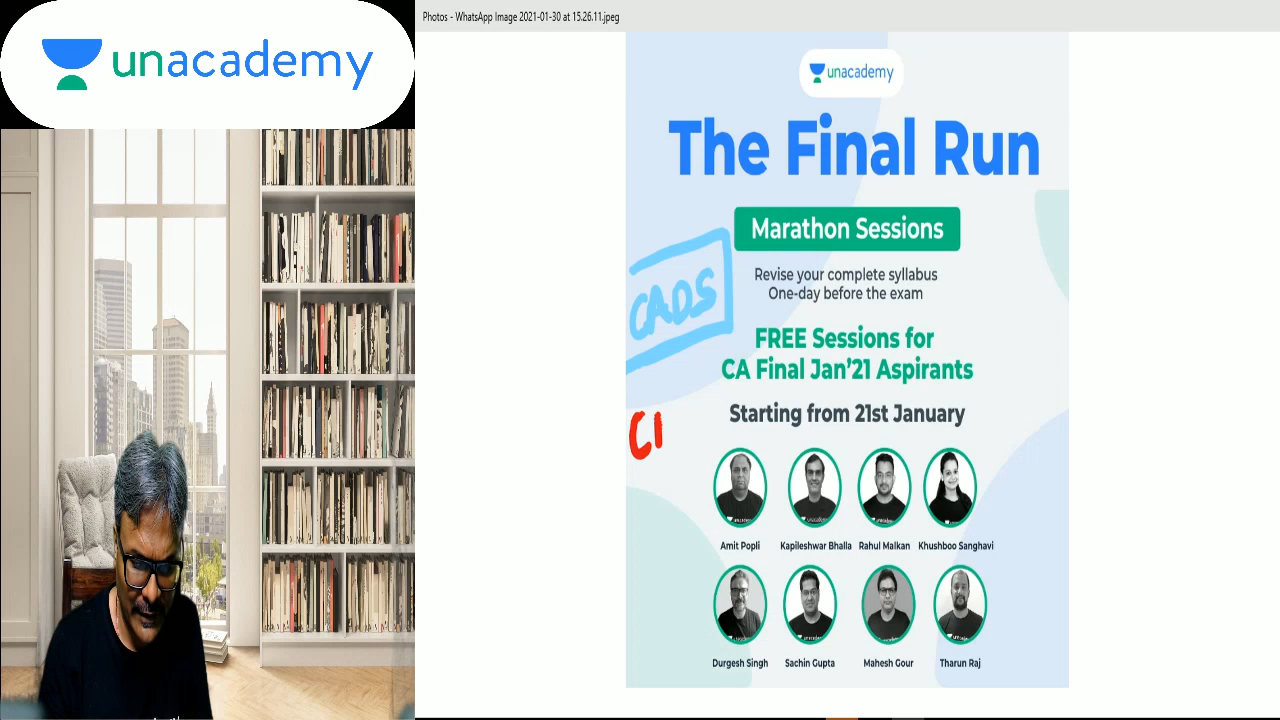 unacademy
Photos - WhatsApp Image 2021-01-30 at 15.26.11.jpeg
unacademy
The Final Run
Marathon Sessions
Revise your complete syllabus
One-day before the exam
CADS
FREE Sessions for
CA Final Jan'21 Aspirants
Starting from 21st January
CI
Amit Popli Kapileshwar Bhalla Rahul Malkan Khushboo Sanghavi
Durgesh Singh Sachin Gupta Mahesh Gour Tharun Raj